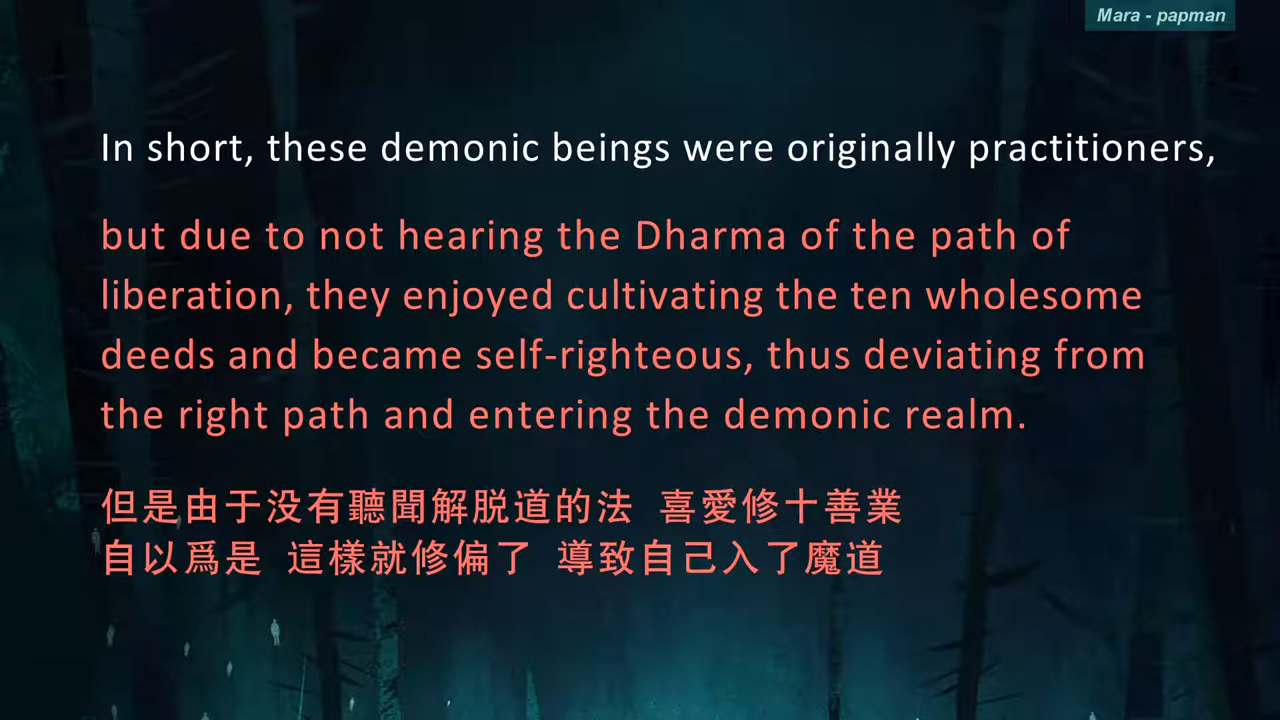 Mara - papman
In short, these demonic beings were originally practitioners,
but due to not hearing the Dharma of the path of
liberation, they enjoyed cultivating the ten wholesome
deeds and became self-righteous, thus deviating from
the right path and entering the demonic realm.
但是由于没有聽聞解脱道的法 喜愛修十善業
自以爲是 這樣就修偏了 導致自己入了魔道